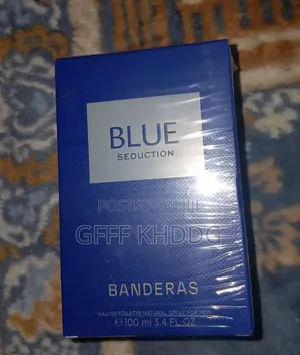 BLUE
SEDUCTION
GFFF KHDDG
BANDERAS
EAU DE TOILETTE NATURAL SPRAY FOR MEN
℮100 ml 3.4 FL.OZ.